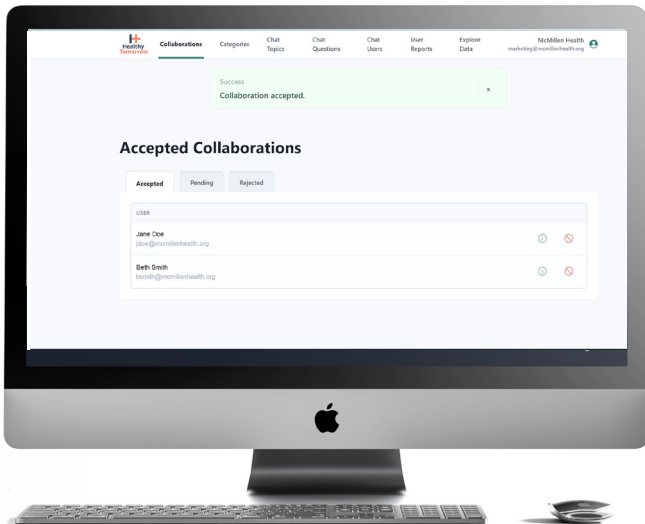 Healthy
Tomorrow
Collaborations
Categories
Chat
Topics
Chat
Questions
Chat
Users
User
Reports
Explore
Data
McMillen Health
marketing@mcmillenhealth.org
Success
Collaboration accepted.
x
Accepted Collaborations
Accepted
Pending
Rejected
USER
Jane Doe
jdoe@mcmillenhealth.org
Beth Smith
bsmith@mcmillenhealth.org